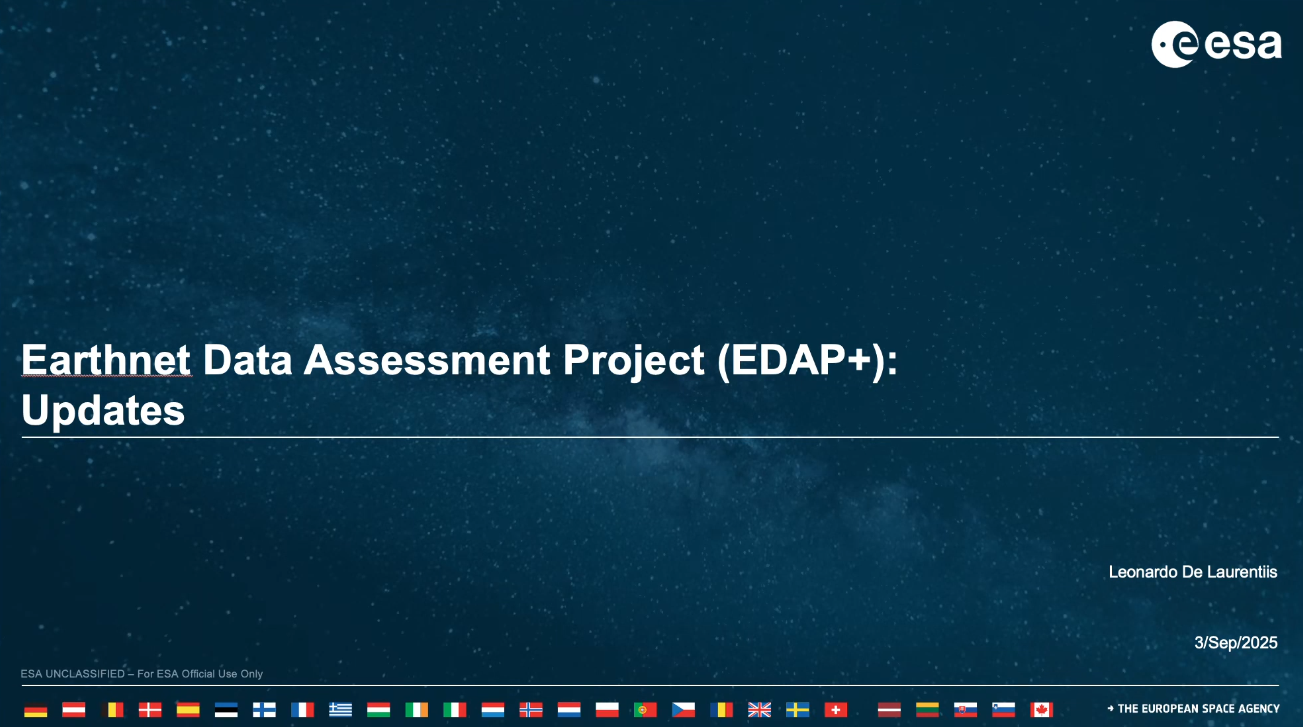 esa
Earthnet Data Assessment Project (EDAP+):
Updates
Leonardo De Laurentiis
3/Sep/2025
ESA UNCLASSIFIED – For ESA Official Use Only
→ THE EUROPEAN SPACE AGENCY